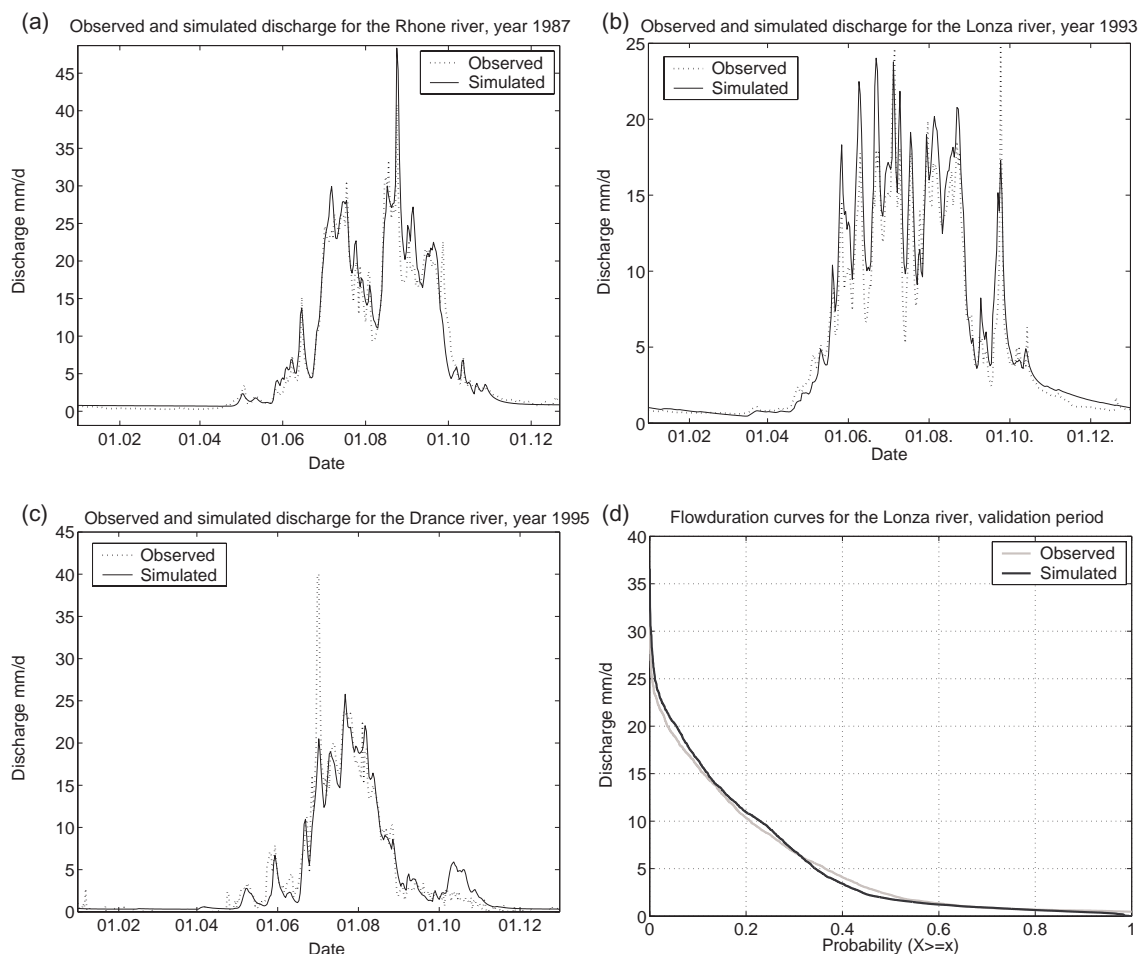 (a)
Observed and simulated discharge for the Rhone river, year 1987
Observed
Simulated
45
40
35
30
25
20
15
10
5
0
Discharge mm/d
01.02 01.04 01.06 01.08 01.10 01.12
Date
(b)
Observed and simulated discharge for the Lonza river, year 1993
Observed
Simulated
25
20
15
10
5
0
Discharge mm/d
01.02 01.04 01.06. 01.08. 01.10. 01.12.
Date
(c)
Observed and simulated discharge for the Drance river, year 1995
Observed
Simulated
45
40
35
30
25
20
15
10
5
0
Discharge mm/d
01.02 01.04 01.06 01.08 01.10 01.12
Date
(d)
Flowduration curves for the Lonza river, validation period
Observed
Simulated
40
35
30
25
20
15
10
5
0
Discharge mm/d
0 0.2 0.4 0.6 0.8 1
Probability (X>=x)